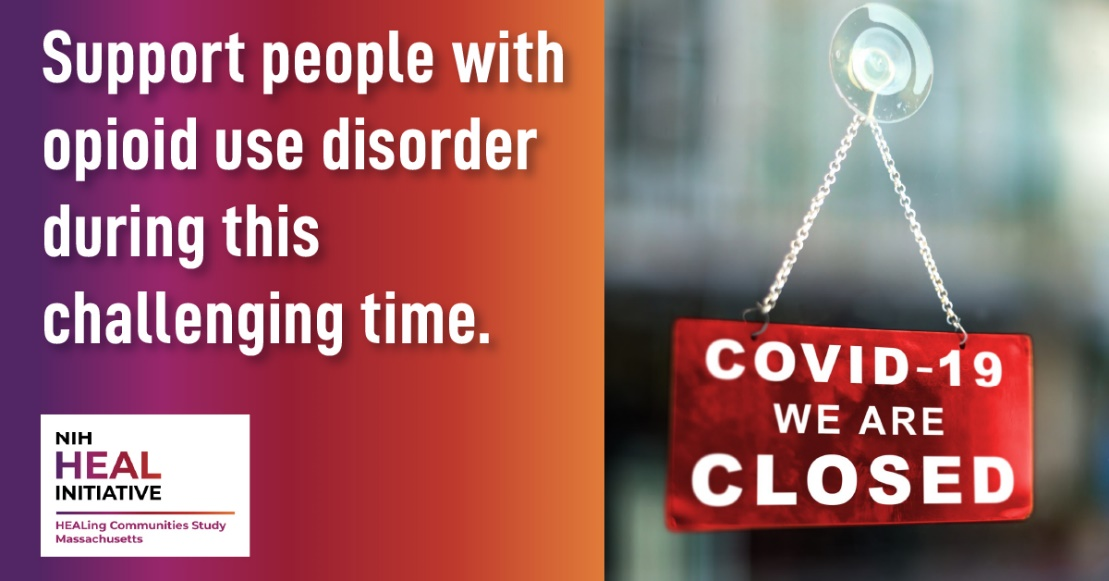 Support people with
opioid use disorder
during this
challenging time.
NIH
HEAL
INITIATIVE
HEALing Communities Study
Massachusetts
COVID-19
WE ARE
CLOSED